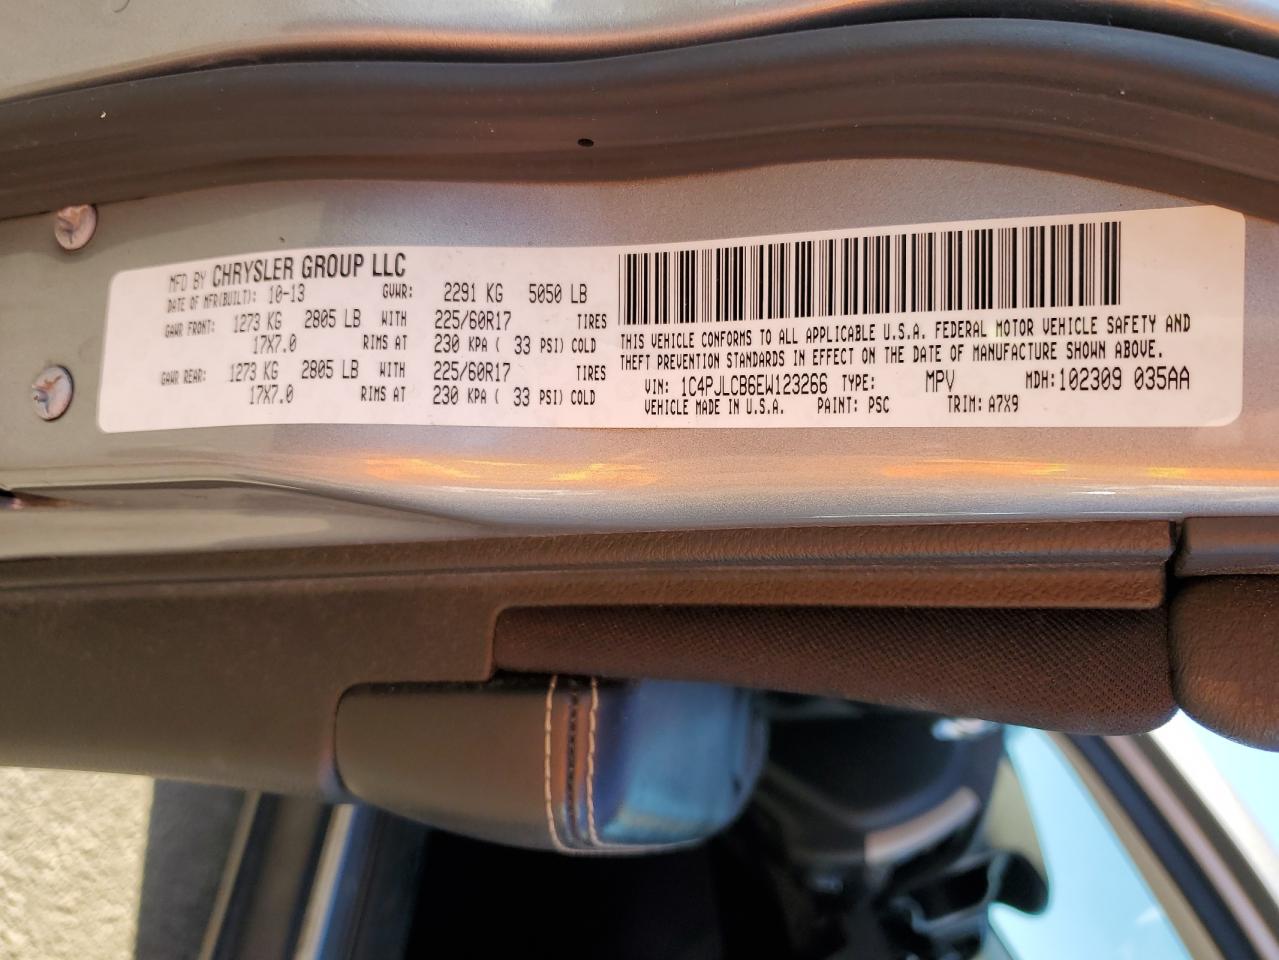 MFD BY CHRYSLER GROUP LLC
DATE OF MFR(BUILT): 10-13 GVWR: 2291 KG 5050 LB
GAWR FRONT: 1273 KG 2805 LB WITH 225/60R17 TIRES
17X7.0 RIMS AT 230 KPA ( 33 PSI) COLD
GAWR REAR: 1273 KG 2805 LB WITH 225/60R17 TIRES
17X7.0 RIMS AT 230 KPA ( 33 PSI) COLD
THIS VEHICLE CONFORMS TO ALL APPLICABLE U.S.A. FEDERAL MOTOR VEHICLE SAFETY AND
THEFT PREVENTION STANDARDS IN EFFECT ON THE DATE OF MANUFACTURE SHOWN ABOVE.
VIN: 1C4PJLCB6EW123266 TYPE: MPV MDH: 102309 035AA
VEHICLE MADE IN U.S.A. PAINT: PSC TRIM: A7X9